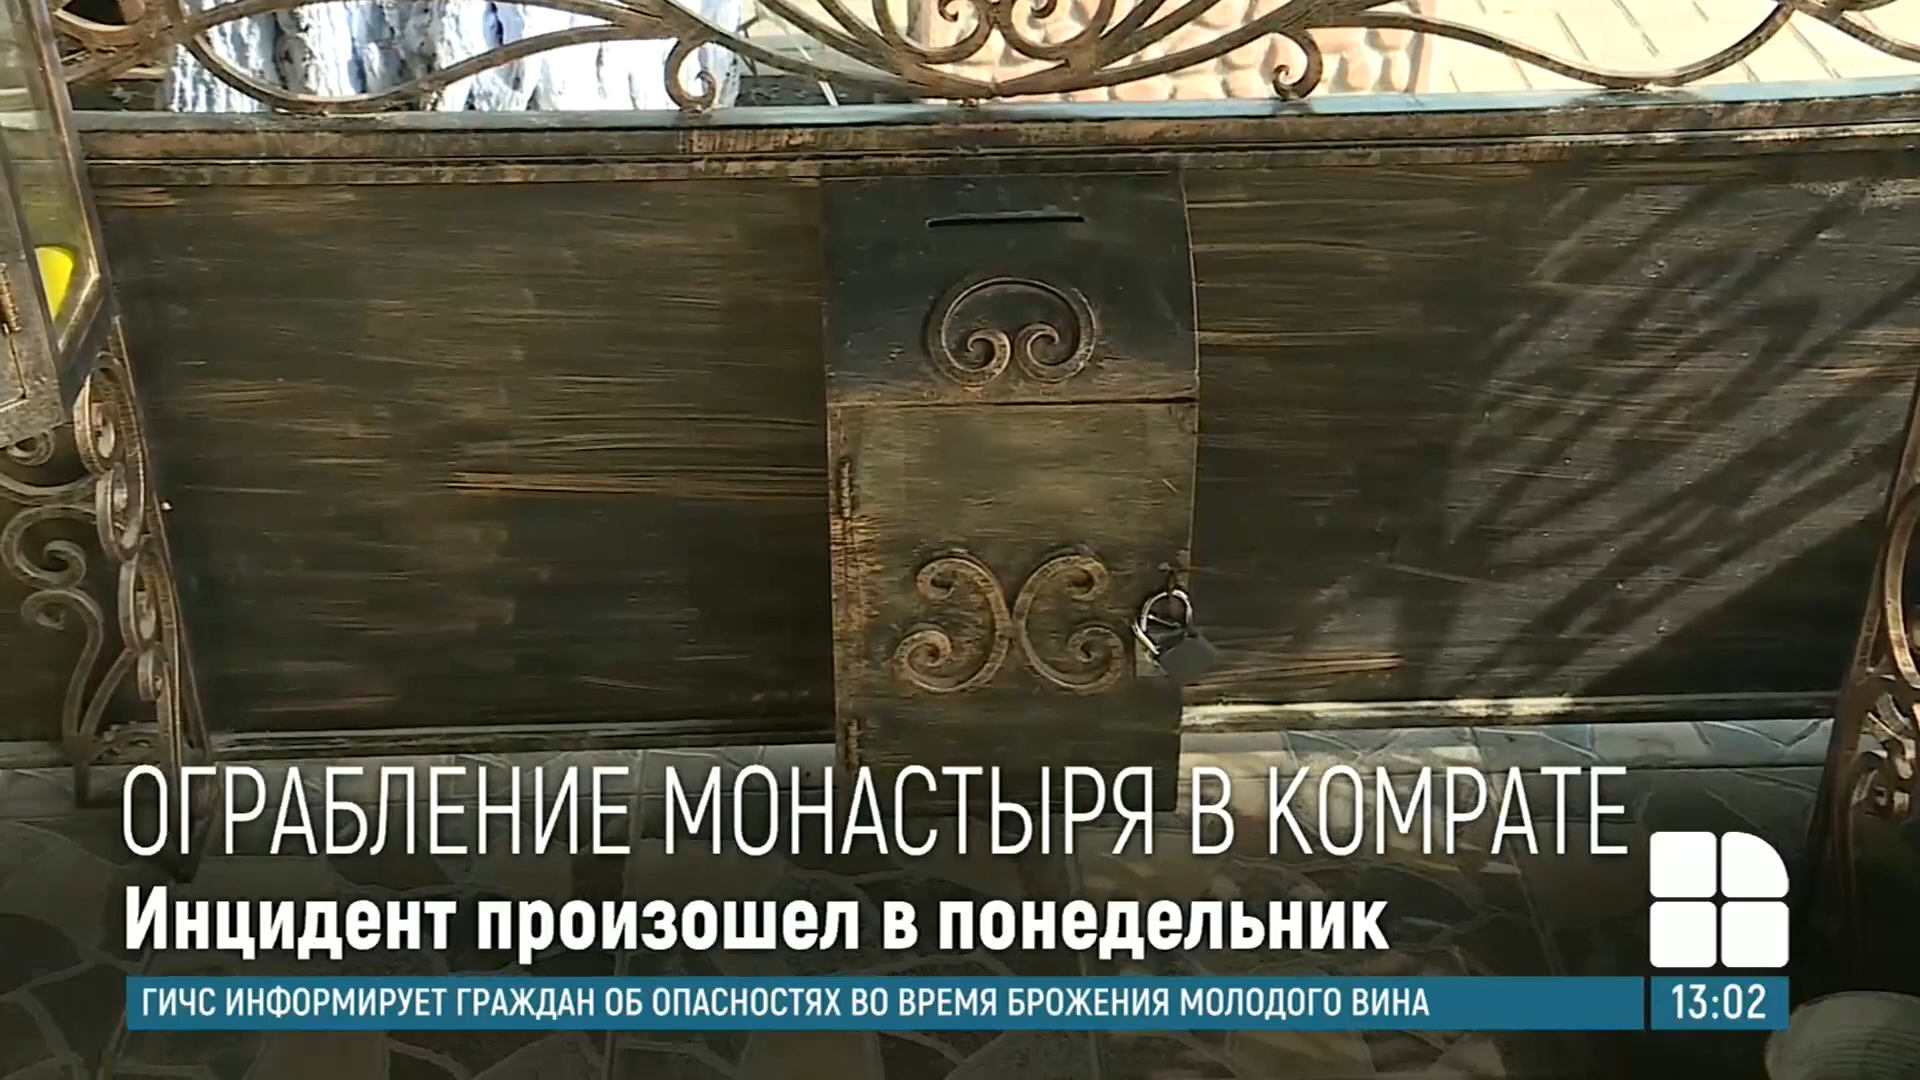 ОГРАБЛЕНИЕ МОНАСТЫРЯ В КОМРАТЕ
Инцидент произошел в понедельник
ГИЧС ИНФОРМИРУЕТ ГРАЖДАН ОБ ОПАСНОСТЯХ ВО ВРЕМЯ БРОЖЕНИЯ МОЛОДОГО ВИНА
13:02